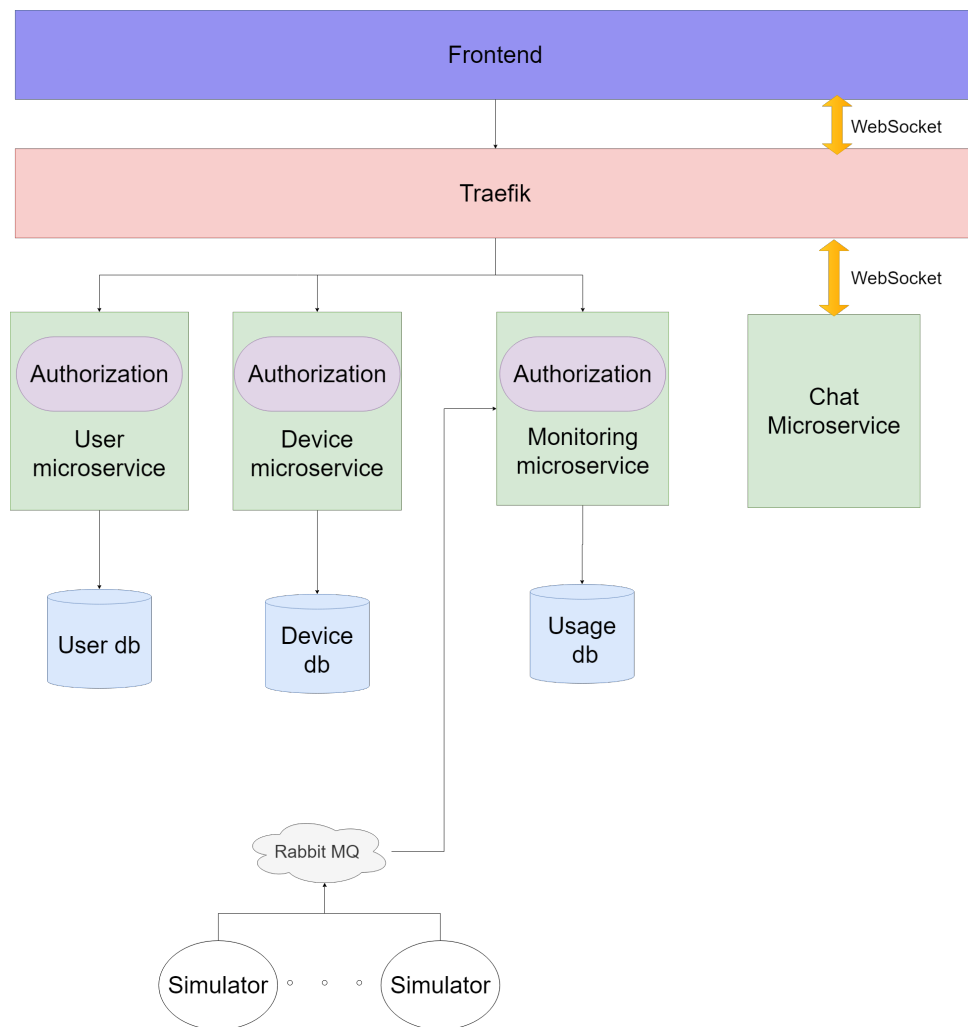 Frontend
WebSocket
Traefik
WebSocket
Authorization
User
microservice
Authorization
Device
microservice
Authorization
Monitoring
microservice
Chat
Microservice
User db
Device
db
Usage
db
Rabbit MQ
Simulator
Simulator